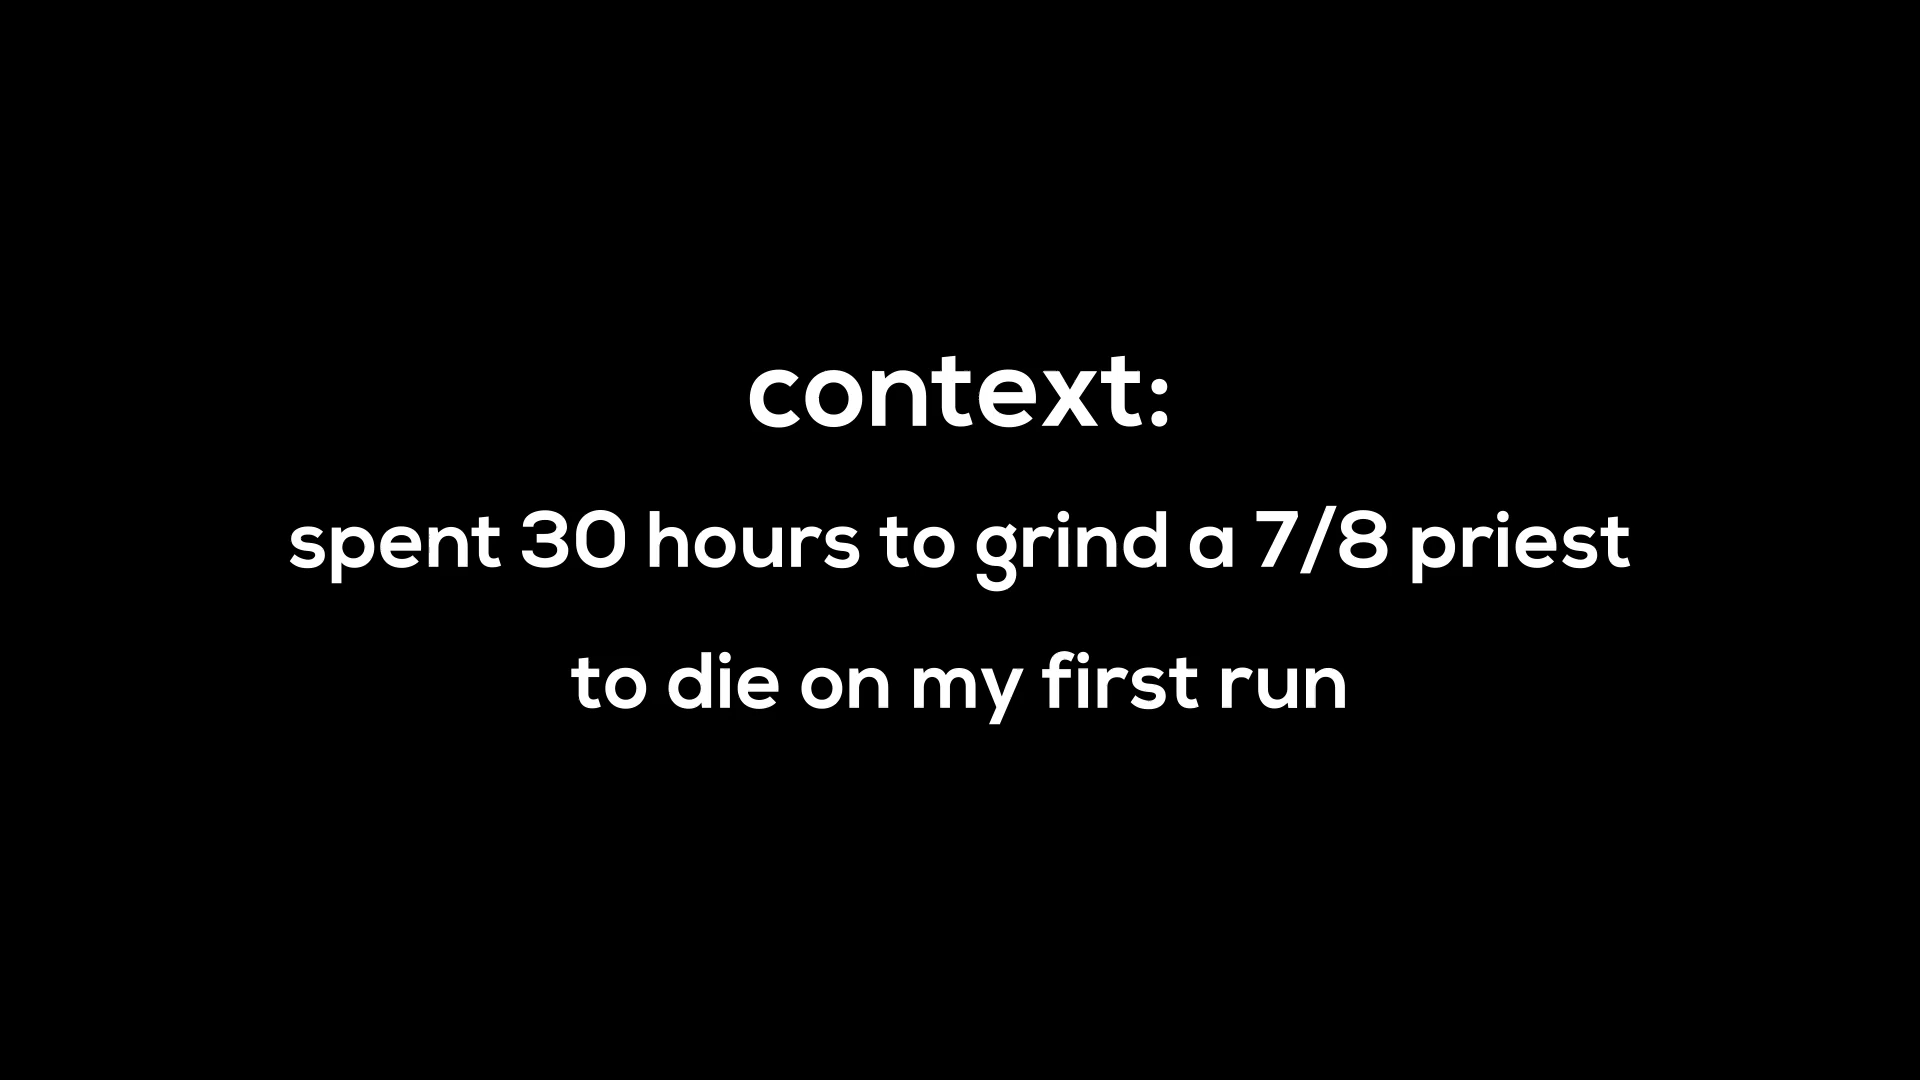 context:
spent 30 hours to grind a 7/8 priest
to die on my first run